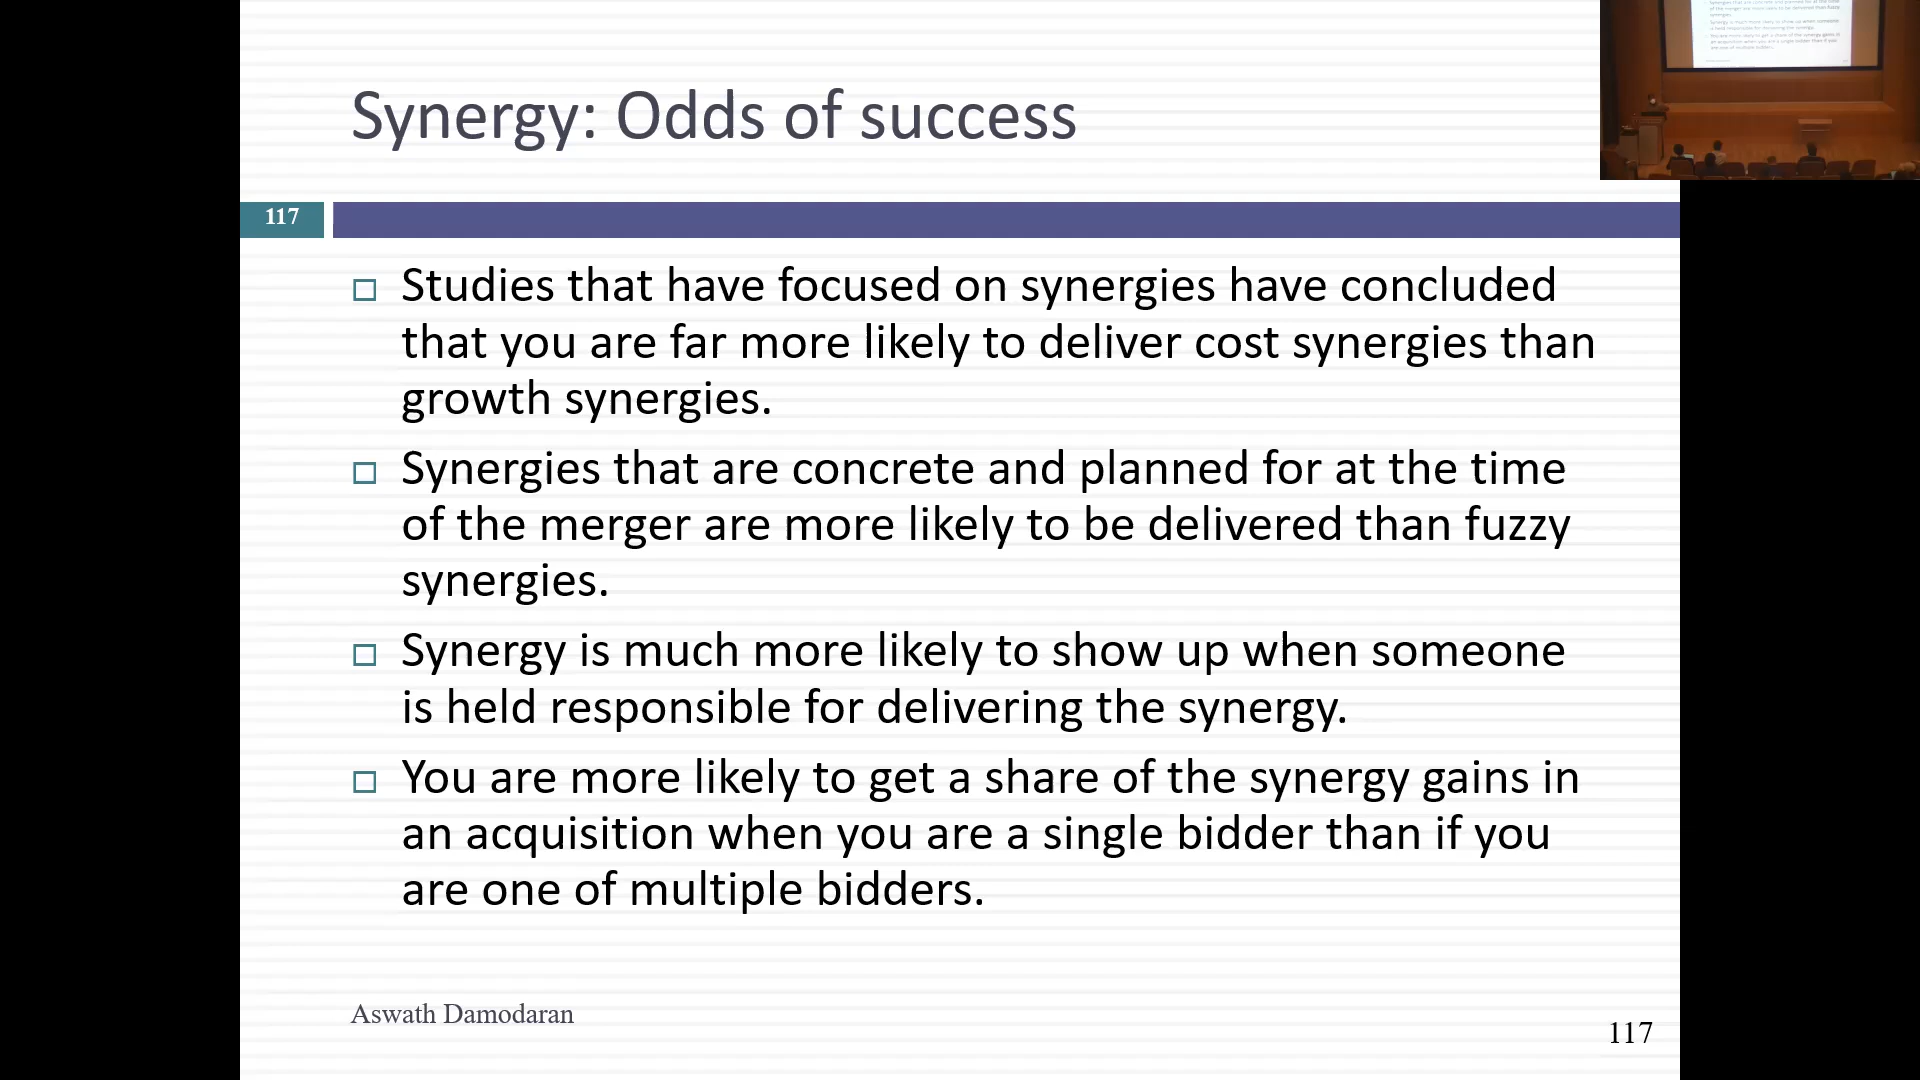 Synergy: Odds of success
117
Studies that have focused on synergies have concluded
that you are far more likely to deliver cost synergies than
growth synergies.
Synergies that are concrete and planned for at the time
of the merger are more likely to be delivered than fuzzy
synergies.
Synergy is much more likely to show up when someone
is held responsible for delivering the synergy.
You are more likely to get a share of the synergy gains in
an acquisition when you are a single bidder than if you
are one of multiple bidders.
Aswath Damodaran
117